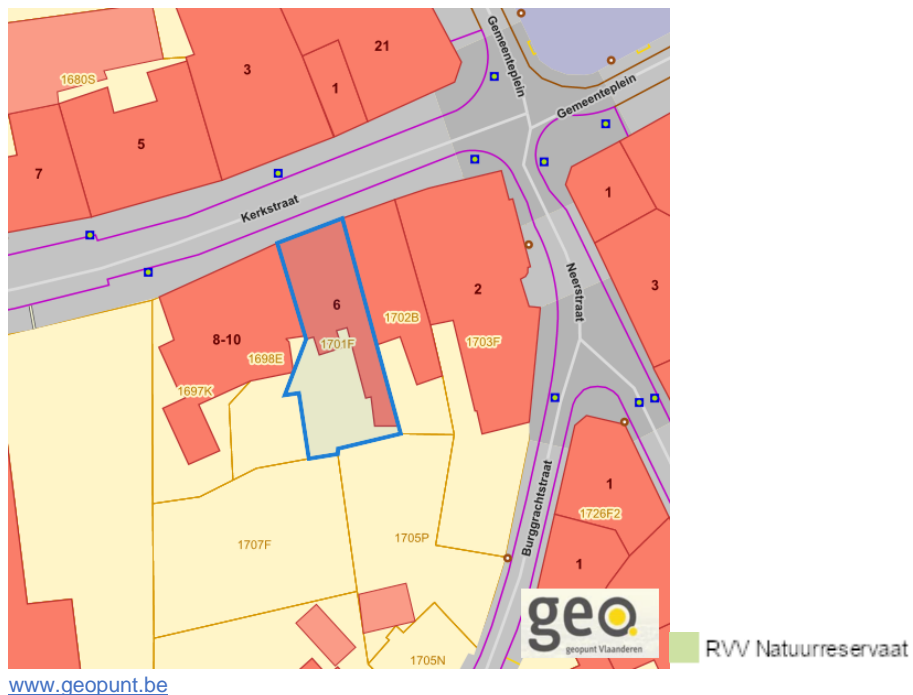 Gemeenteplein
21
1680S
3
1
Gemeenteplein
5
7
Kerkstraat
1
Neerstraat
6
2
3
1702B
8-10
1701F
1703F
1698E
1697K
1
Burggrachtstraat
1726F2
1707F
1705P
1
geo.
geopunt Vlaanderen
1705N
RVV Natuurreservaat
www.geopunt.be